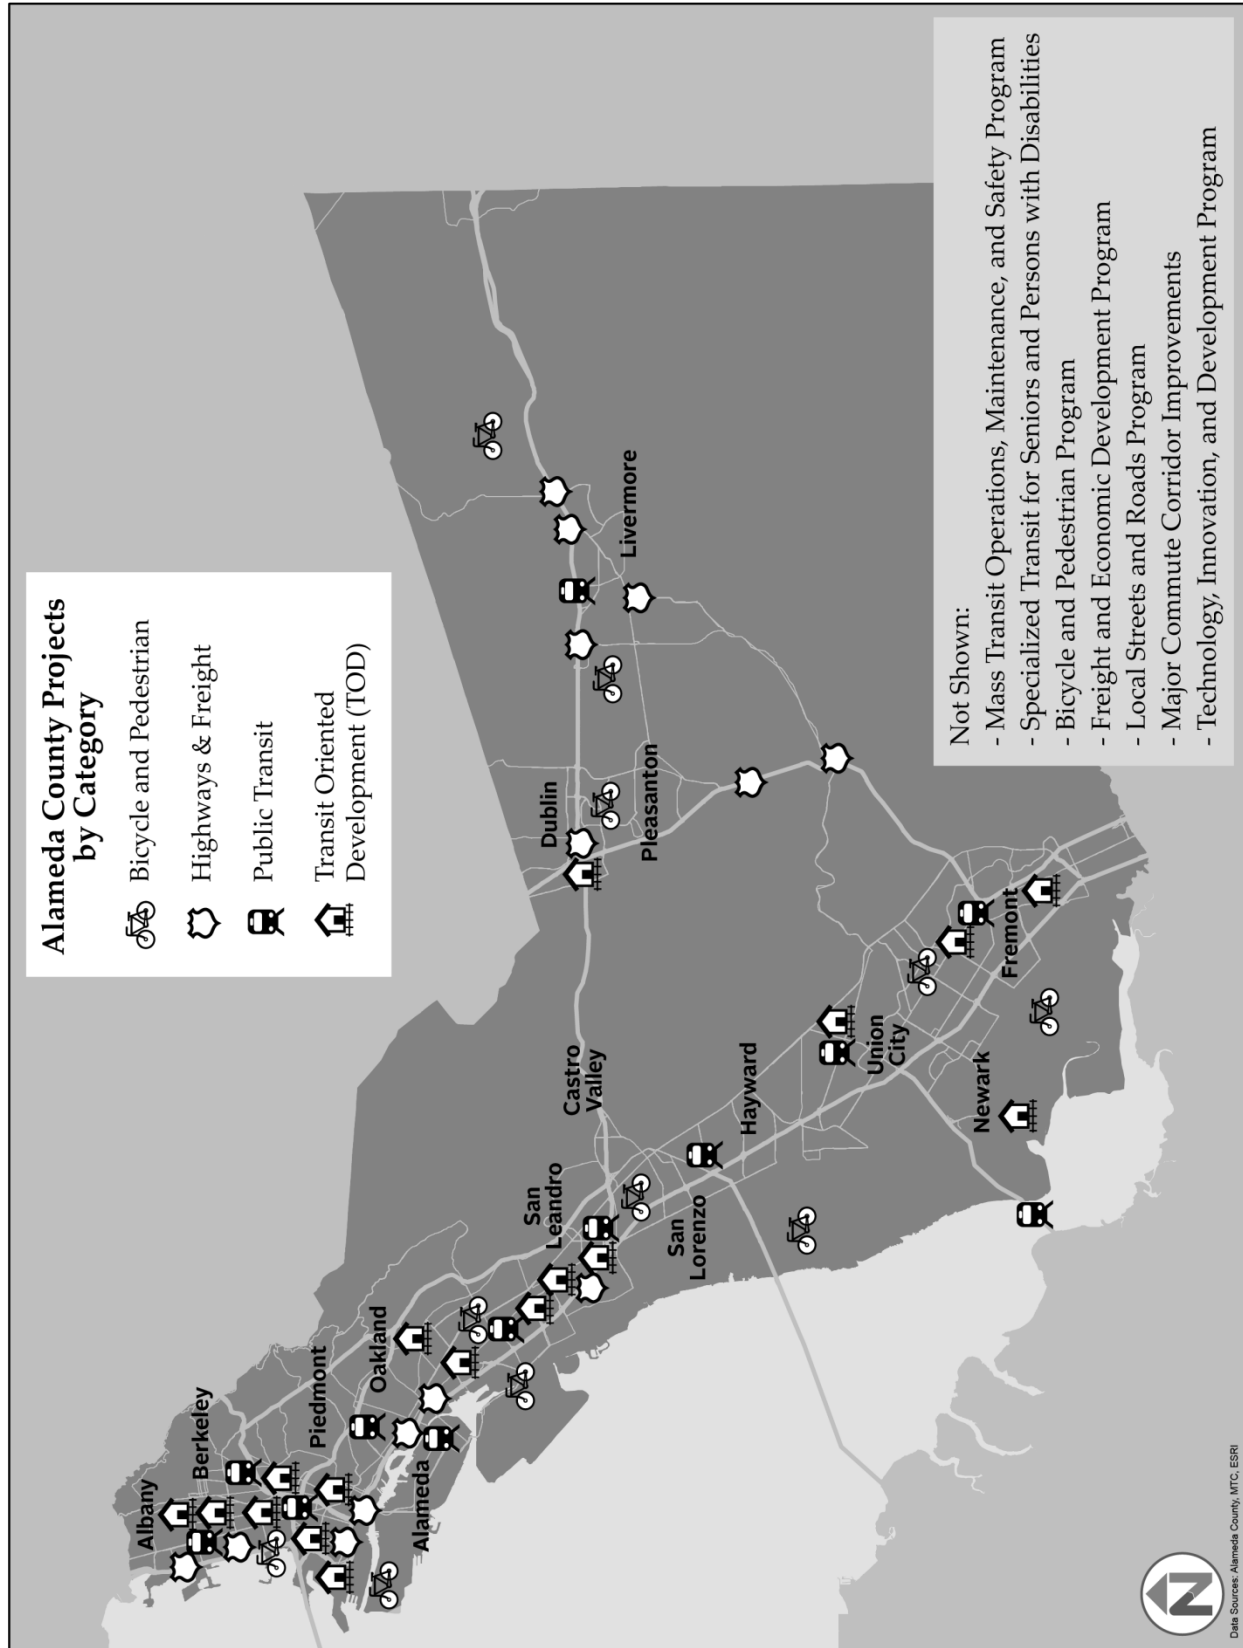 Alameda County Projects
by Category
Bicycle and Pedestrian
Highways & Freight
Public Transit
Transit Oriented
Development (TOD)
Albany
Berkeley
Piedmont
Oakland
Alameda
San
Leandro
San
Lorenzo
Castro
Valley
Hayward
Union
City
Newark
Fremont
Dublin
Pleasanton
Livermore
Not Shown:
- Mass Transit Operations, Maintenance, and Safety Program
- Specialized Transit for Seniors and Persons with Disabilities
- Bicycle and Pedestrian Program
- Freight and Economic Development Program
- Local Streets and Roads Program
- Major Commute Corridor Improvements
- Technology, Innovation, and Development Program
N
Data Sources: Alameda County, MTC, ESRI